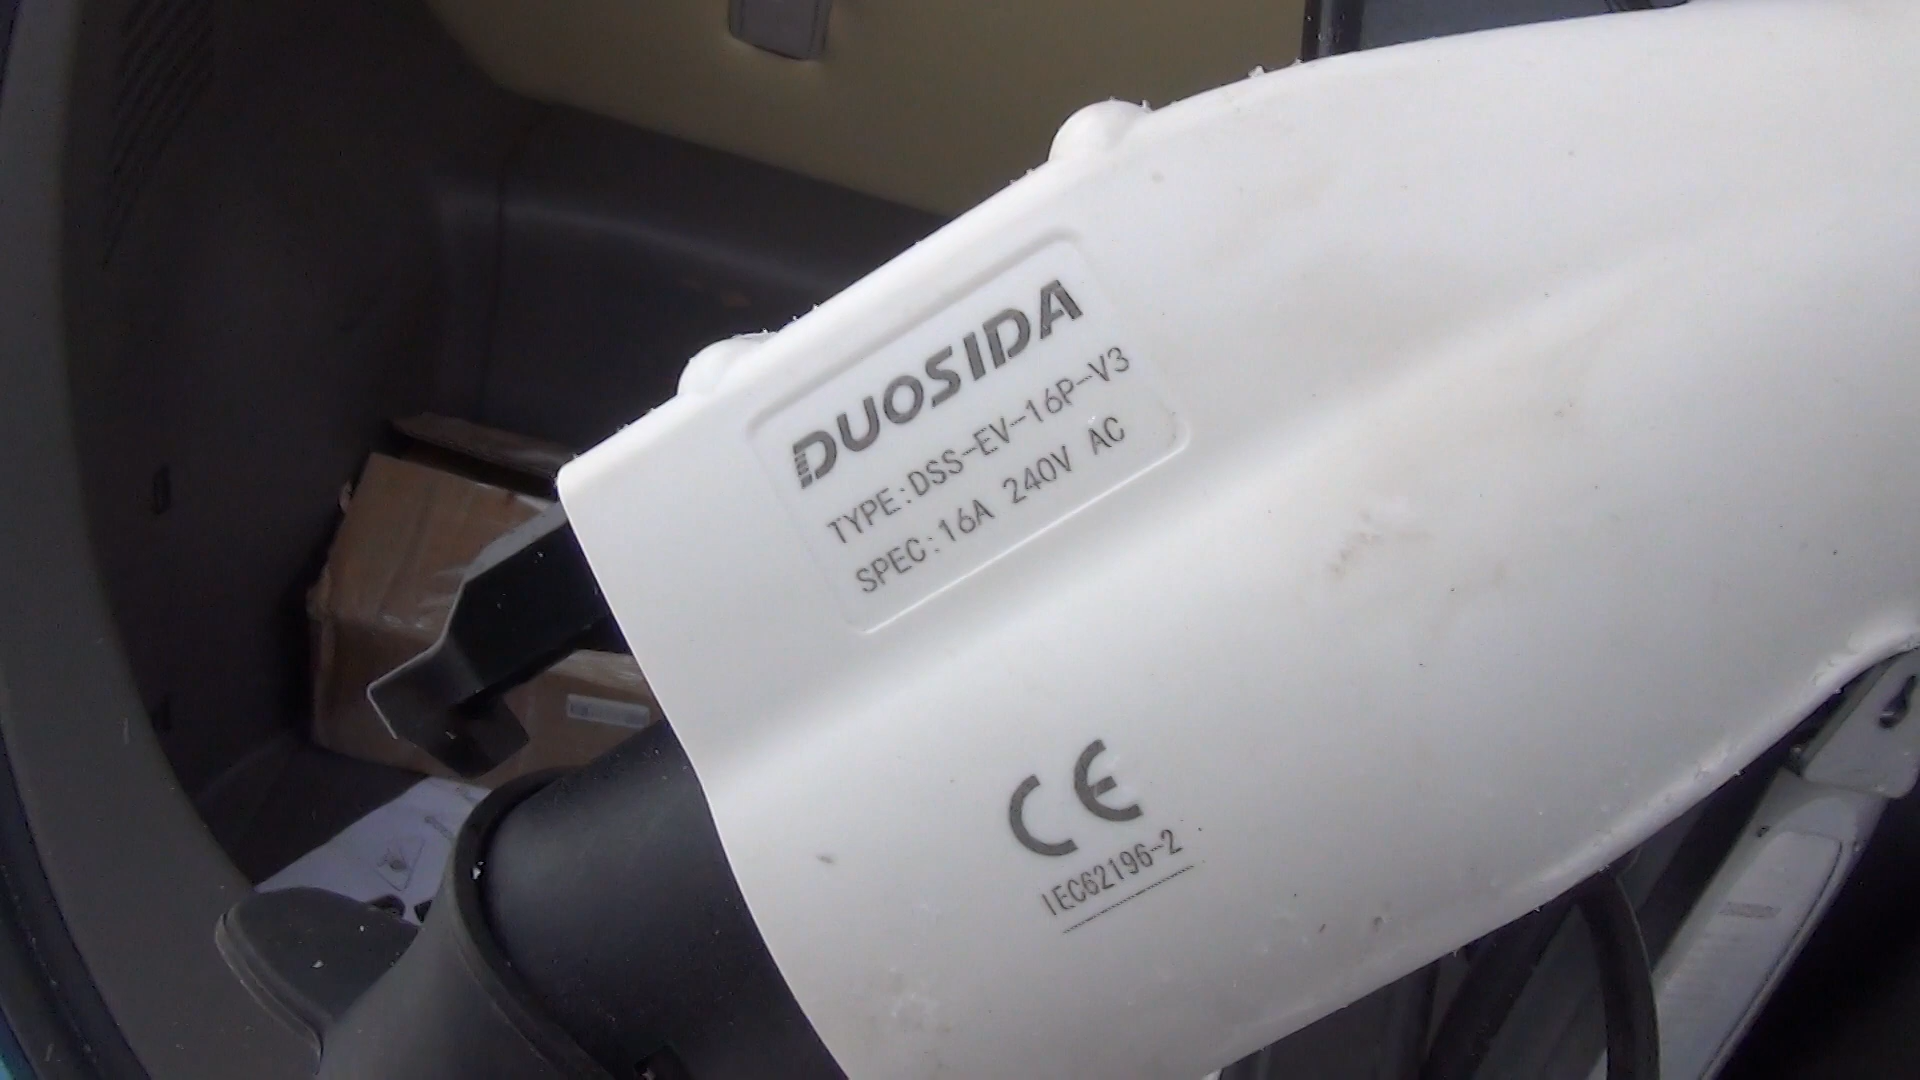 DUOSIDA
TYPE:DSS-EV-16P-V3
SPEC:16A 240V AC
CE
IEC62196-2